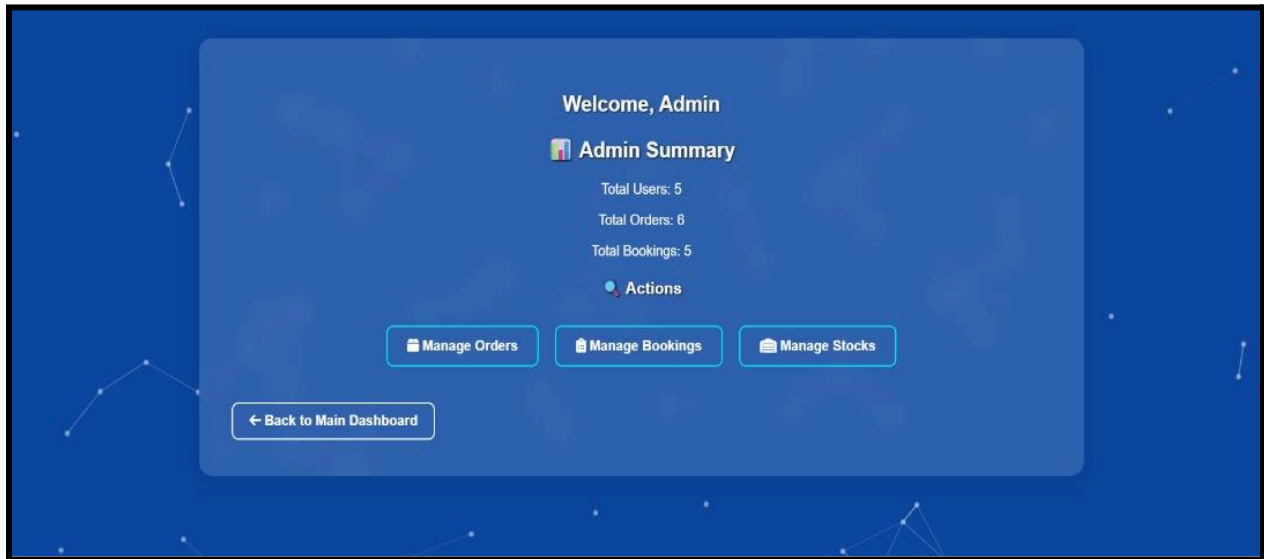 Welcome, Admin
Admin Summary
Total Users: 5
Total Orders: 6
Total Bookings: 5
Actions
Manage Orders
Manage Bookings
Manage Stocks
← Back to Main Dashboard